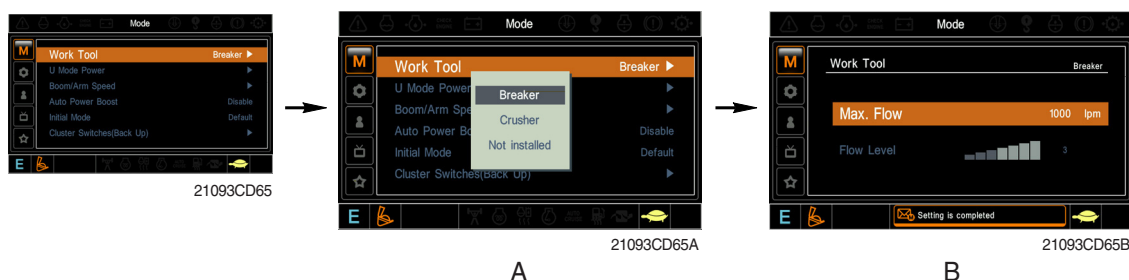 Mode
M
Work Tool Breaker ▶
U Mode Power ▶
Boom/Arm Speed ▶
Auto Power Boost Disable
Initial Mode Default
Cluster Switches(Back Up) ▶
E
21093CD65
Mode
M
Work Tool Breaker ▶
U Mode Power ▶
Boom/Arm Spe ▶
Auto Power Bo Disable
Initial Mode Default
Cluster Switches(Back Up) ▶
Breaker
Crusher
Not installed
E
21093CD65A
A
Mode
M
Work Tool Breaker
Max. Flow 1000 lpm
Flow Level 3
E
Setting is completed
21093CD65B
B